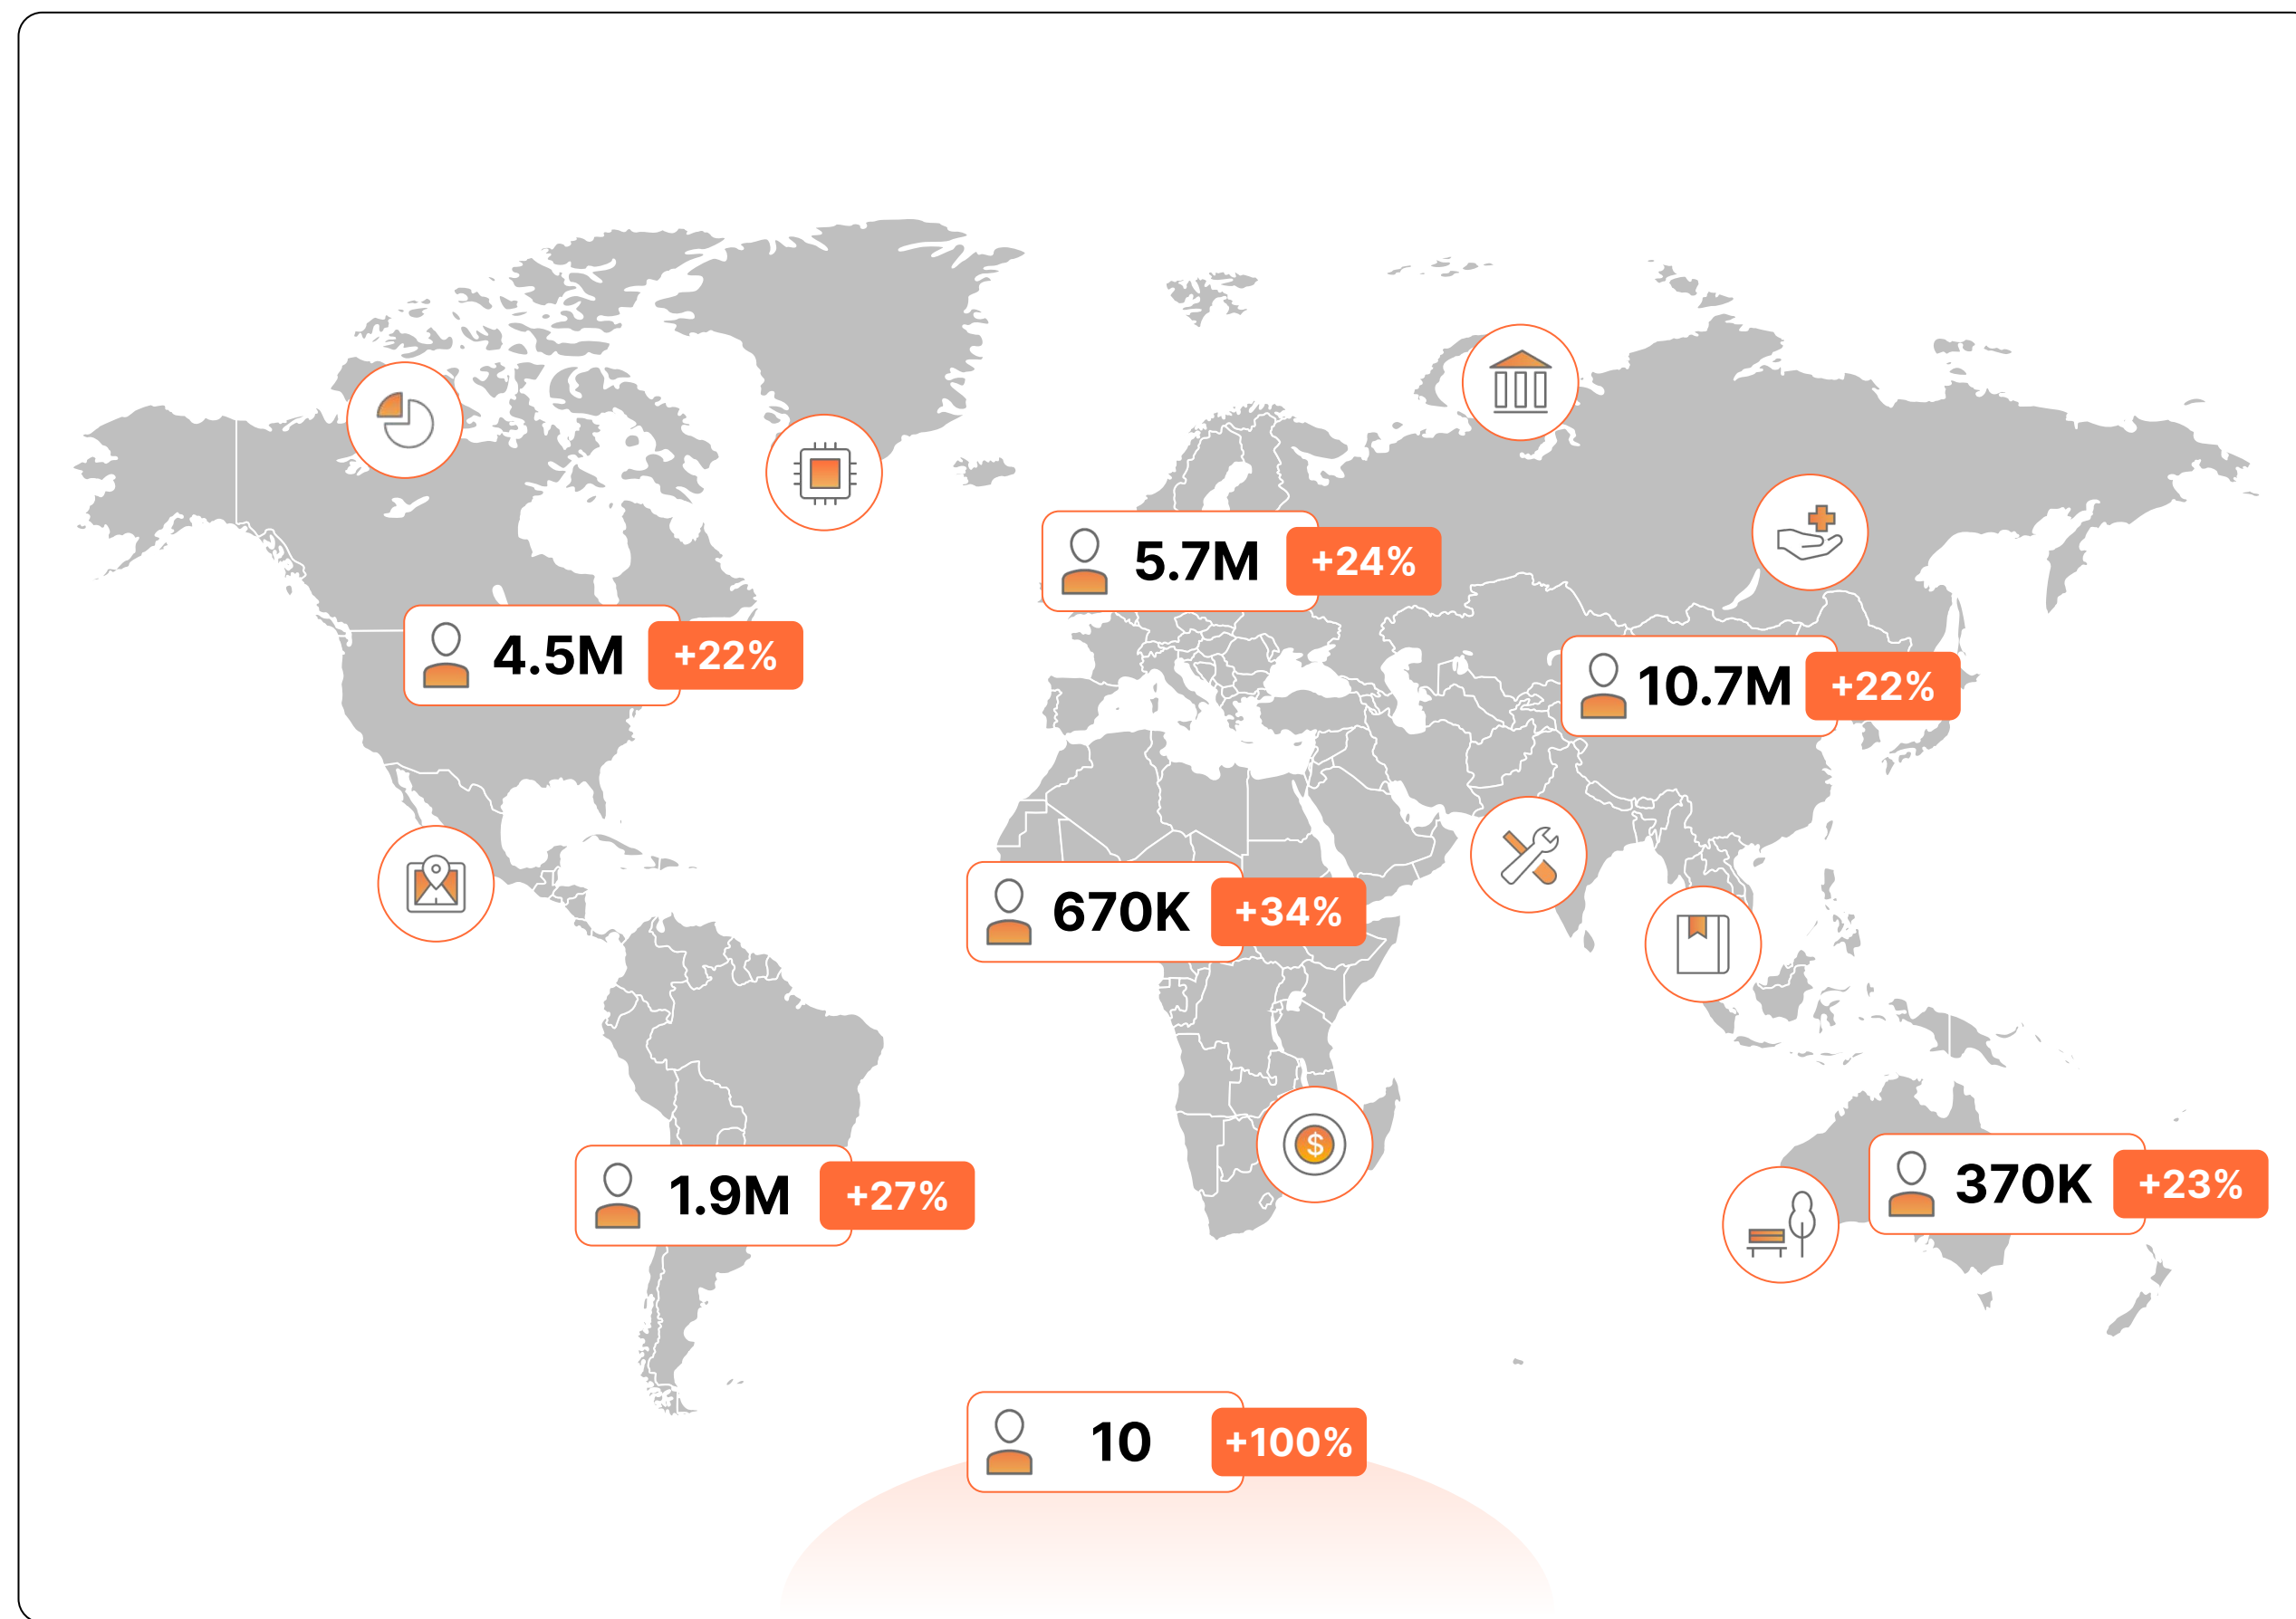 5.7M +24%
4.5M +22%
10.7M +22%
670K +34%
$
1.9M +27%
370K +23%
10 +100%